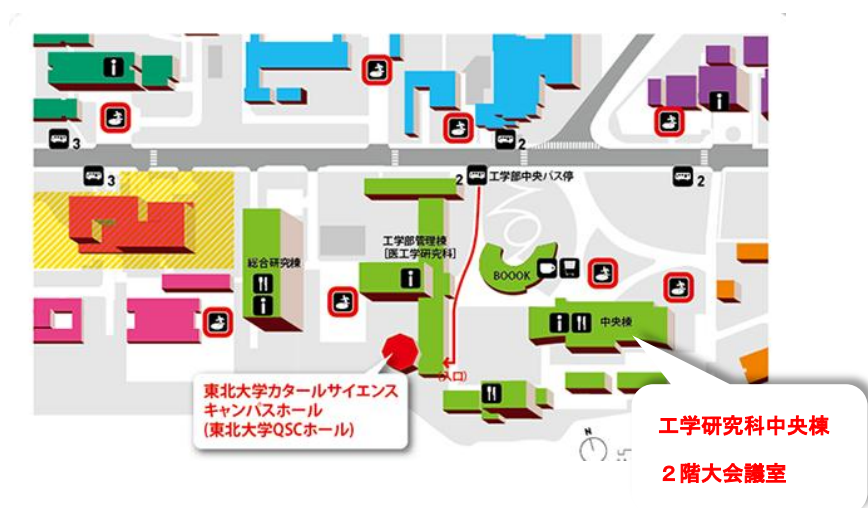 3
2
3
2
工学部中央バス停
2
工学部管理棟
[医工学研究科]
総合研究棟
BOOOK
中央棟
(入口)
東北大学カタールサイエンス
キャンパスホール
(東北大学QSCホール)
N
工学研究科中央棟
２階大会議室